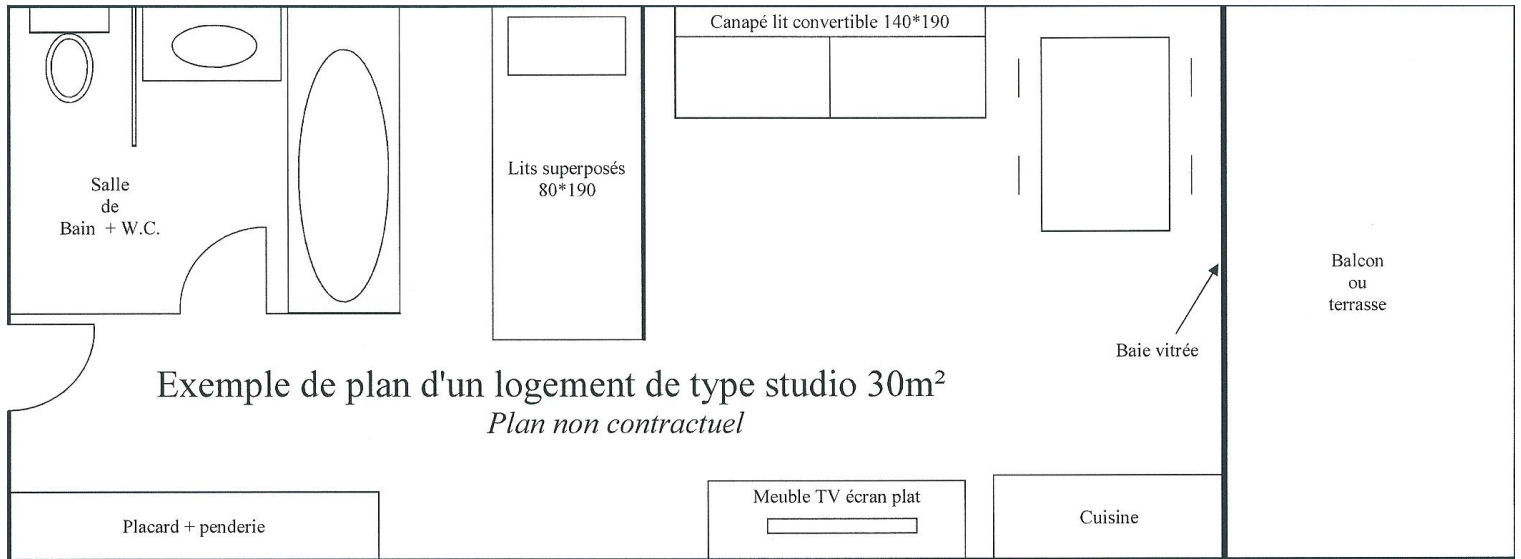 Canapé lit convertible 140*190
Lits superposés
80*190
Salle
de
Bain + W.C.
Balcon
ou
terrasse
Baie vitrée
Exemple de plan d'un logement de type studio 30m²
Plan non contractuel
Placard + penderie
Meuble TV écran plat
Cuisine